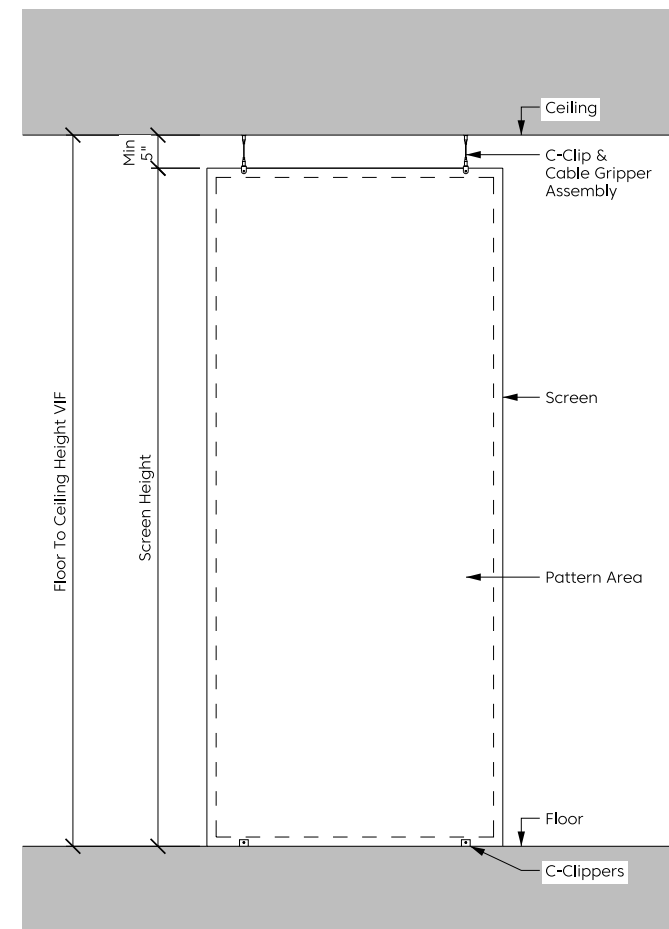 Ceiling
Min
5"
C-Clip &
Cable Gripper
Assembly
Floor To Ceiling Height VIF
Screen Height
Screen
Pattern Area
Floor
C-Clippers